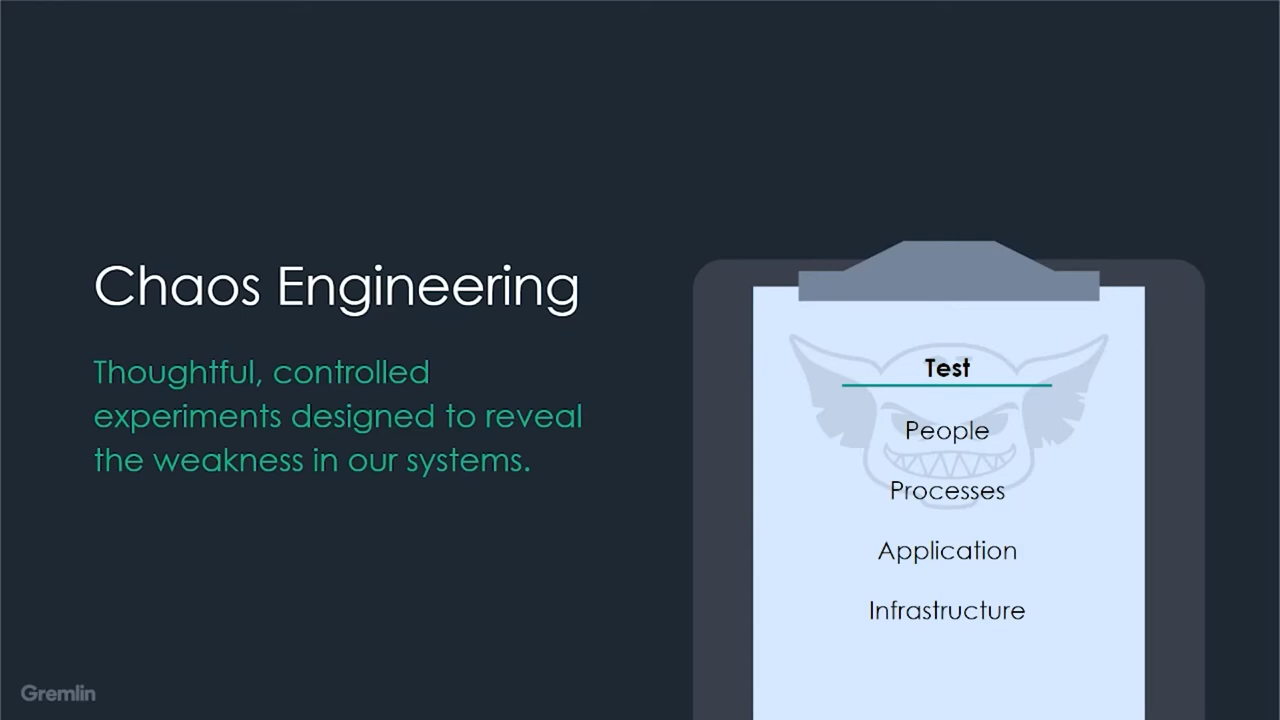 Chaos Engineering
Thoughtful, controlled
experiments designed to reveal
the weakness in our systems.
Test
People
Processes
Application
Infrastructure
Gremlin